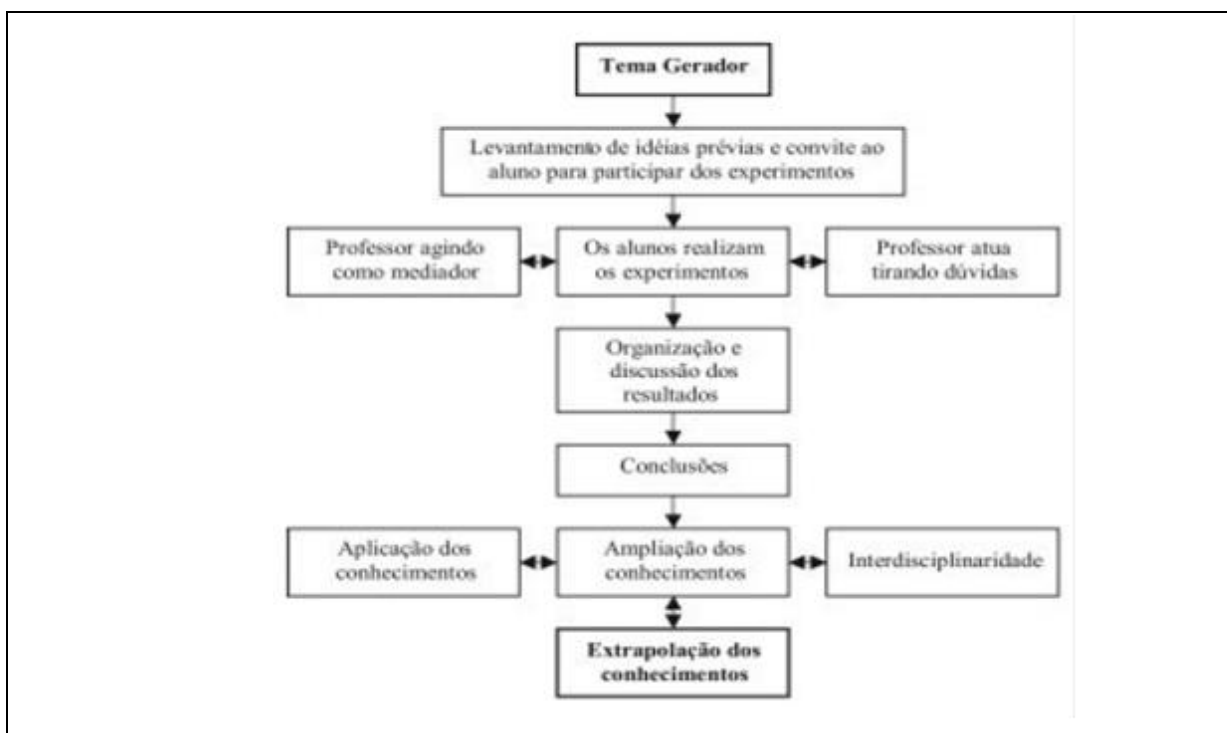 Tema Gerador
Levantamento de idéias prévias e convite ao
aluno para participar dos experimentos
Professor agindo
como mediador
Os alunos realizam
os experimentos
Professor atua
tirando dúvidas
Organização e
discussão dos
resultados
Conclusões
Aplicação dos
conhecimentos
Ampliação dos
conhecimentos
Interdisciplinaridade
Extrapolação dos
conhecimentos